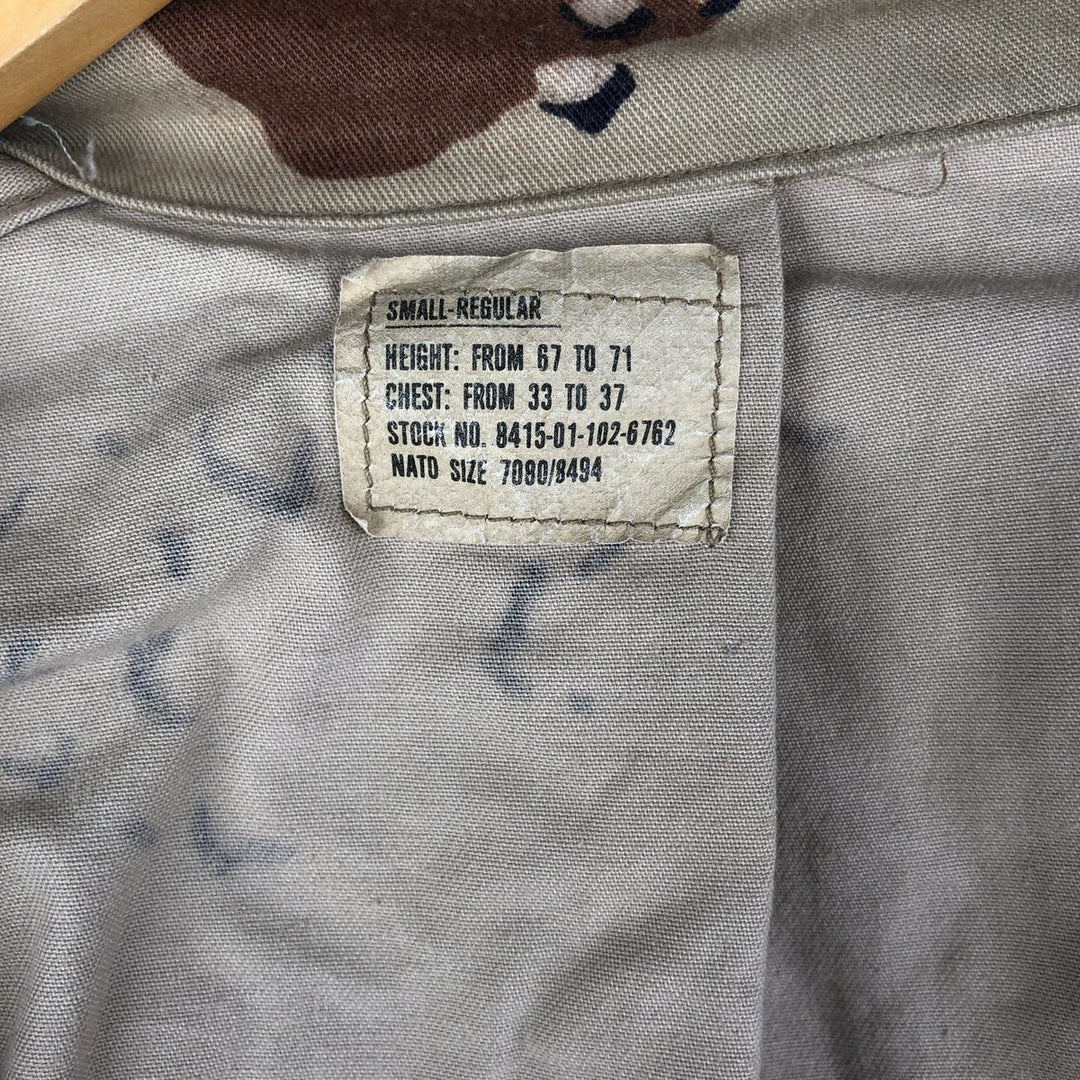 SMALL-REGULAR
HEIGHT: FROM 67 TO 71
CHEST: FROM 33 TO 37
STOCK NO. 8415-01-102-6762
NATO SIZE 7080/8494